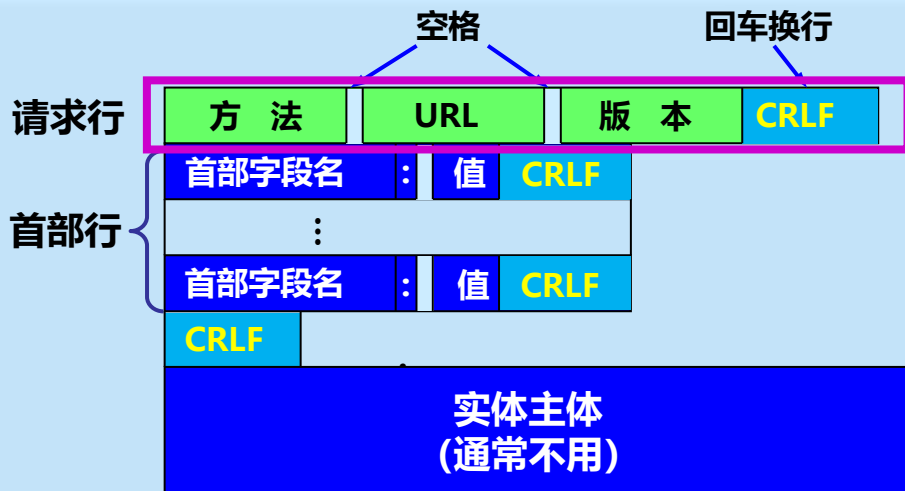 空格
回车换行
请求行
方 法
URL
版 本
CRLF
首部字段名 : 值 CRLF
首部行
⋮
首部字段名 : 值 CRLF
CRLF
实体主体
(通常不用)